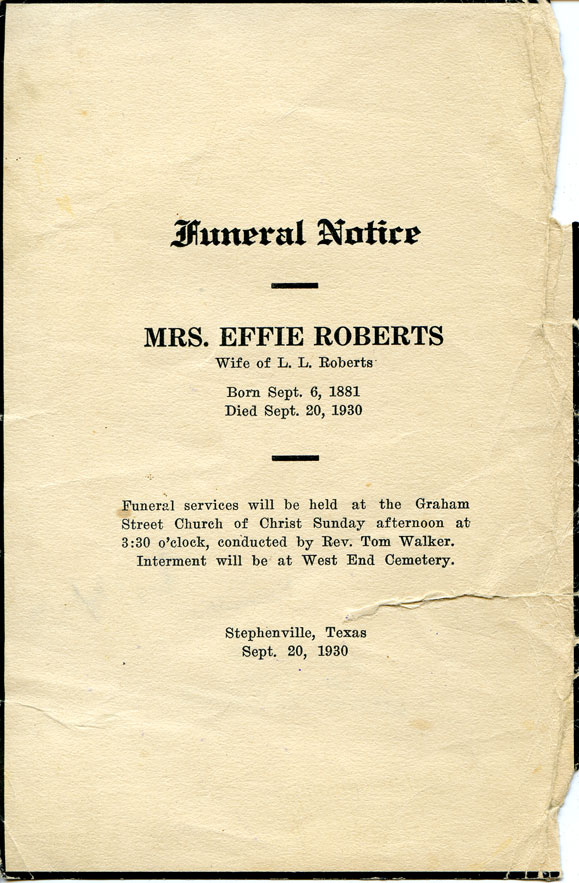 Funeral Notice
MRS. EFFIE ROBERTS
Wife of L. L. Roberts
Born Sept. 6, 1881
Died Sept. 20, 1930
Funeral services will be held at the Graham
Street Church of Christ Sunday afternoon at
3:30 o'clock, conducted by Rev. Tom Walker.
Interment will be at West End Cemetery.
Stephenville, Texas
Sept. 20, 1930